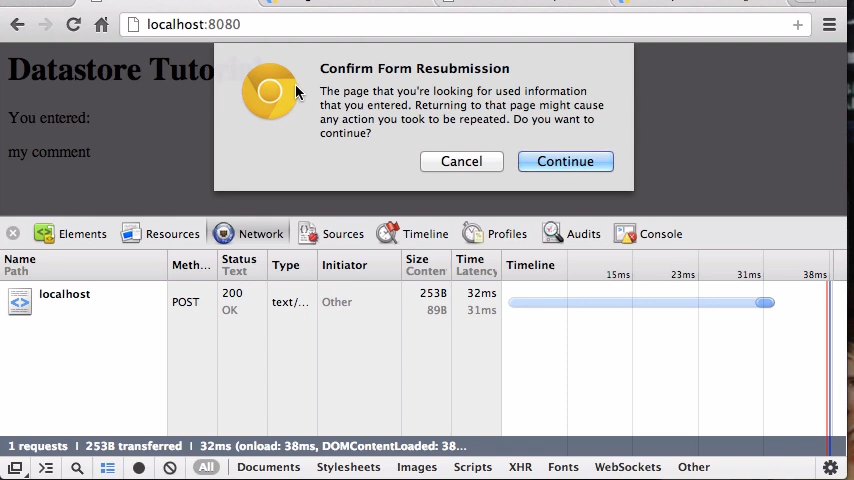 localhost:8080
Datastore Tuto
You entered:
my comment
Confirm Form Resubmission
The page that you're looking for used information
that you entered. Returning to that page might cause
any action you took to be repeated. Do you want to
continue?
Cancel
Continue
Elements
Resources
Network
Sources
Timeline
Profiles
Audits
Console
Name
Path
Meth...
Status
Text
Type
Initiator
Size
Conten
Time
Latency
Timeline
15ms
23ms
31ms
38ms
localhost
POST
200
OK
text/...
Other
253B
89B
32ms
31ms
1 requests | 253B transferred | 32ms (onload: 38ms, DOMContentLoaded: 38...
All
Documents
Stylesheets
Images
Scripts
XHR
Fonts
WebSockets
Other